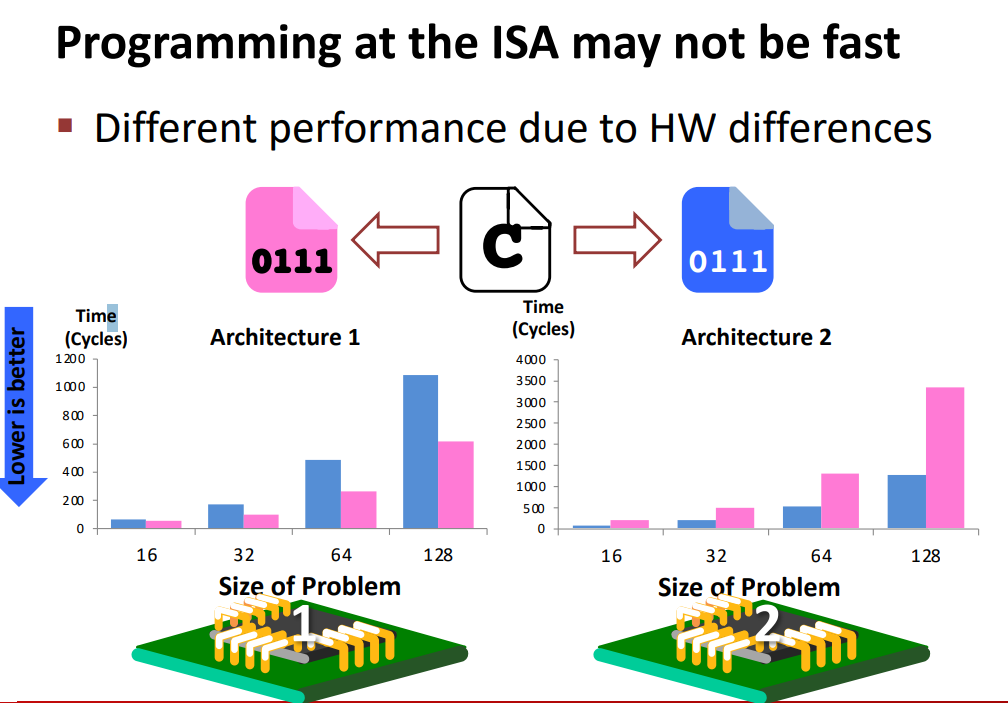 Programming at the ISA may not be fast
Different performance due to HW differences
0111
C
0111
Lower is better
Time
(Cycles)
Architecture 1
1200
1000
800
600
400
200
0
16 32 64 128
Size of Problem
1
Time
(Cycles)
Architecture 2
4000
3500
3000
2500
2000
1500
1000
500
0
16 32 64 128
Size of Problem
2